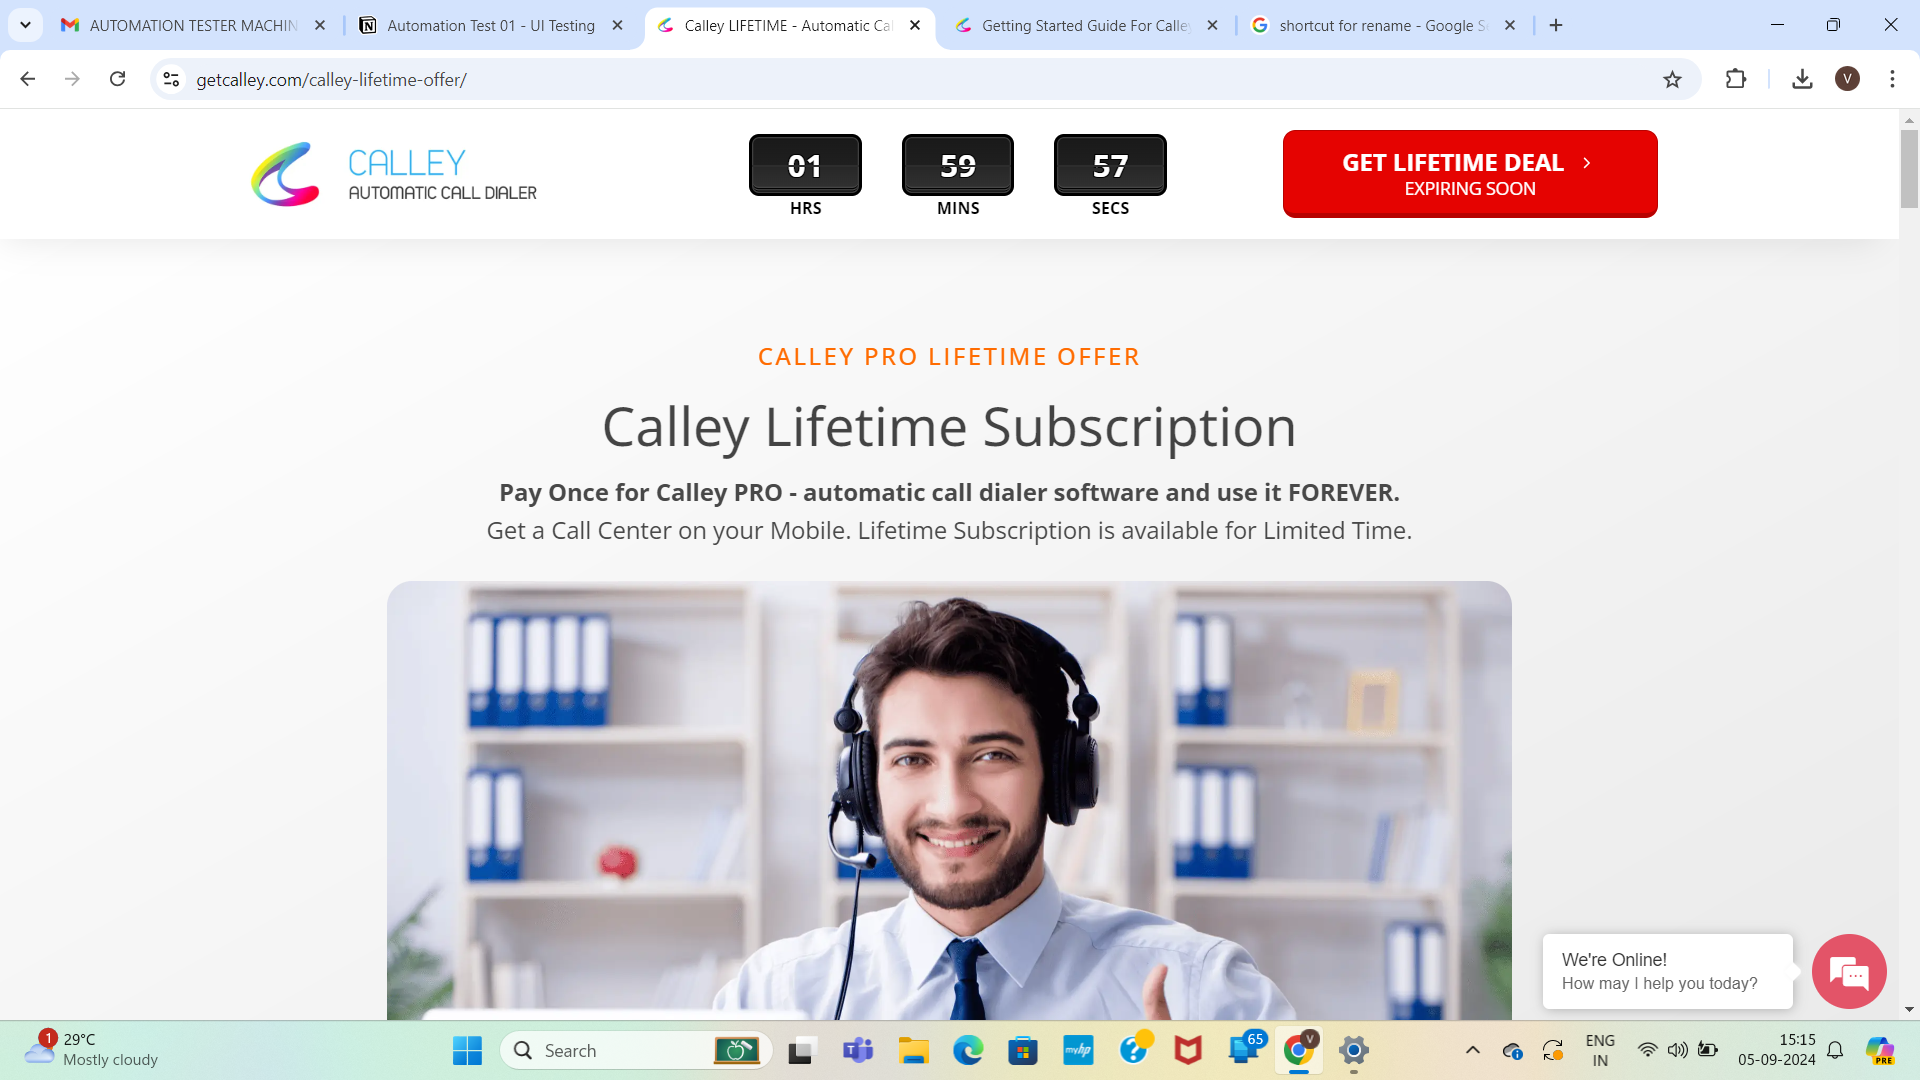 AUTOMATION TESTER MACHIN
Automation Test 01 - UI Testing
Calley LIFETIME - Automatic Cal
Getting Started Guide For Calley
shortcut for rename - Google Se
getcalley.com/calley-lifetime-offer/
V
CALLEY
AUTOMATIC CALL DIALER
01
HRS
59
MINS
57
SECS
GET LIFETIME DEAL
EXPIRING SOON
CALLEY PRO LIFETIME OFFER
Calley Lifetime Subscription
Pay Once for Calley PRO - automatic call dialer software and use it FOREVER.
Get a Call Center on your Mobile. Lifetime Subscription is available for Limited Time.
We're Online!
How may I help you today?
1
29°C
Mostly cloudy
Search
myhp
65
V
ENG
IN
15:15
05-09-2024
PRE